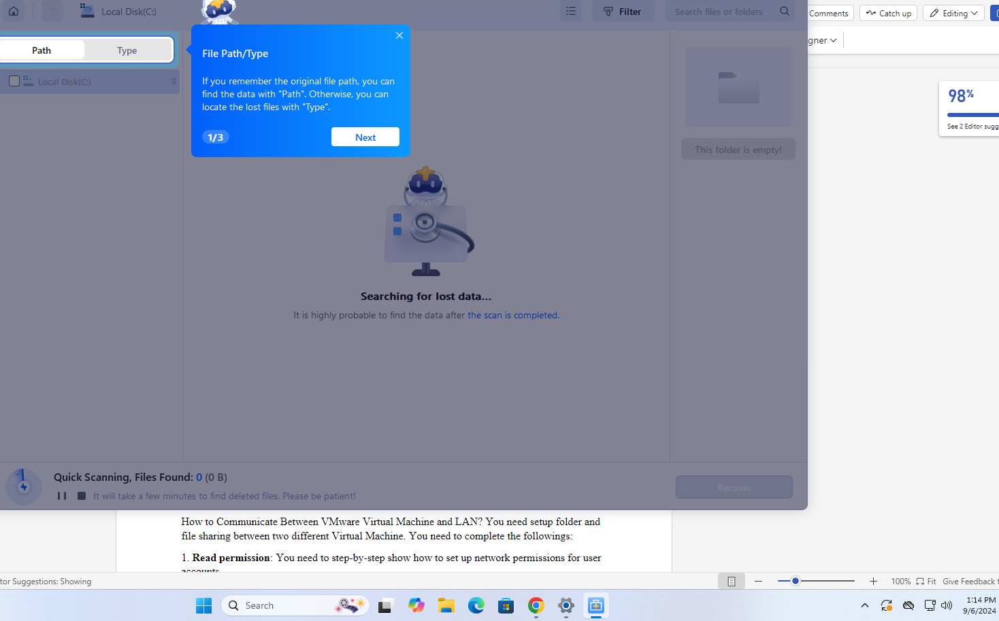 Local Disk(C:)
Filter
Search files or folders
Comments
Catch up
Editing
gner
Path
Type
File Path/Type
If you remember the original file path, you can
find the data with "Path". Otherwise, you can
locate the lost files with "Type".
1/3
Next
Local Disk(C:)
0
This folder is empty!
98%
See 2 Editor sugg
Searching for lost data...
It is highly probable to find the data after the scan is completed.
Quick Scanning, Files Found: 0 (0 B)
It will take a few minutes to find deleted files. Please be patient!
Recover
How to Communicate Between VMware Virtual Machine and LAN? You need setup folder and
file sharing between two different Virtual Machine. You need to complete the followings:
1. Read permission: You need to step-by-step show how to set up network permissions for user
accounts
tor Suggestions: Showing
100%
Fit
Give Feedback t
Search
1:14 PM
9/6/2024